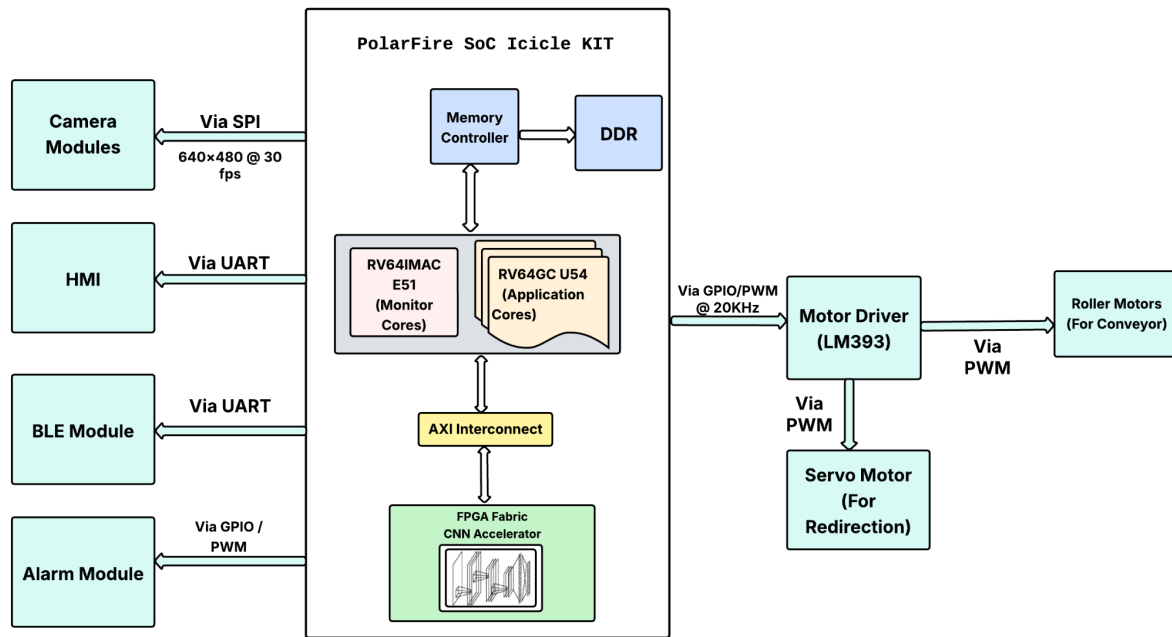 PolarFire SoC Icicle KIT
Camera
Modules
Via SPI
640×480 @ 30
fps
Memory
Controller
DDR
HMI
Via UART
RV64IMAC
E51
(Monitor
Cores)
RV64GC U54
(Application
Cores)
Via GPIO/PWM
@ 20KHz
Motor Driver
(LM393)
Via
PWM
Roller Motors
(For Conveyor)
Via
PWM
Servo Motor
(For
Redirection)
BLE Module
Via UART
AXI Interconnect
Alarm Module
Via GPIO /
PWM
FPGA Fabric
CNN Accelerator